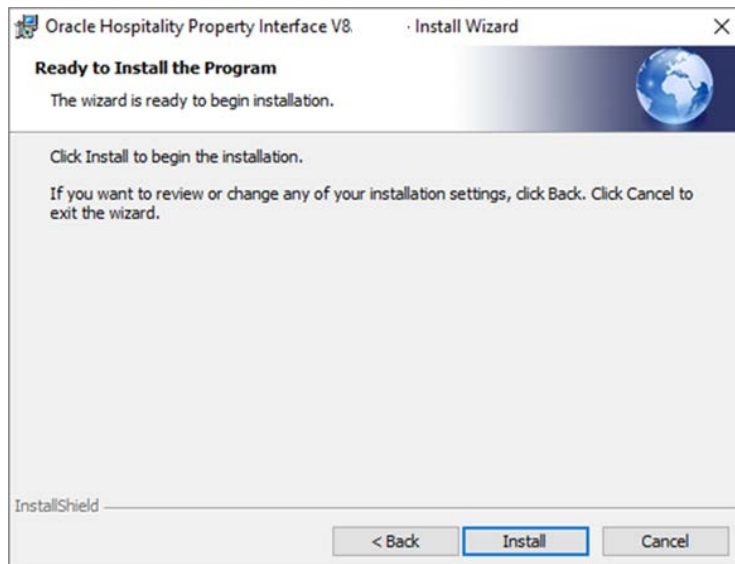 Oracle Hospitality Property Interface V8. · Install Wizard
Ready to Install the Program
The wizard is ready to begin installation.
Click Install to begin the installation.
If you want to review or change any of your installation settings, click Back. Click Cancel to
exit the wizard.
InstallShield
< Back Install Cancel